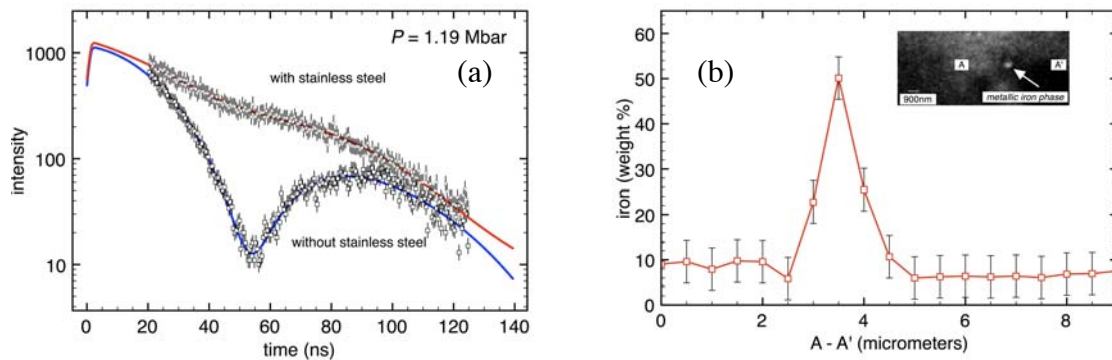 P = 1.19 Mbar
(a)
with stainless steel
without stainless steel
intensity
1000
100
10
0
20
40
60
80
100
120
140
time (ns)
(b)
iron (weight %)
60
50
40
30
20
10
0
0
2
4
6
8
A - A' (micrometers)
A
A'
900nm
metallic iron phase